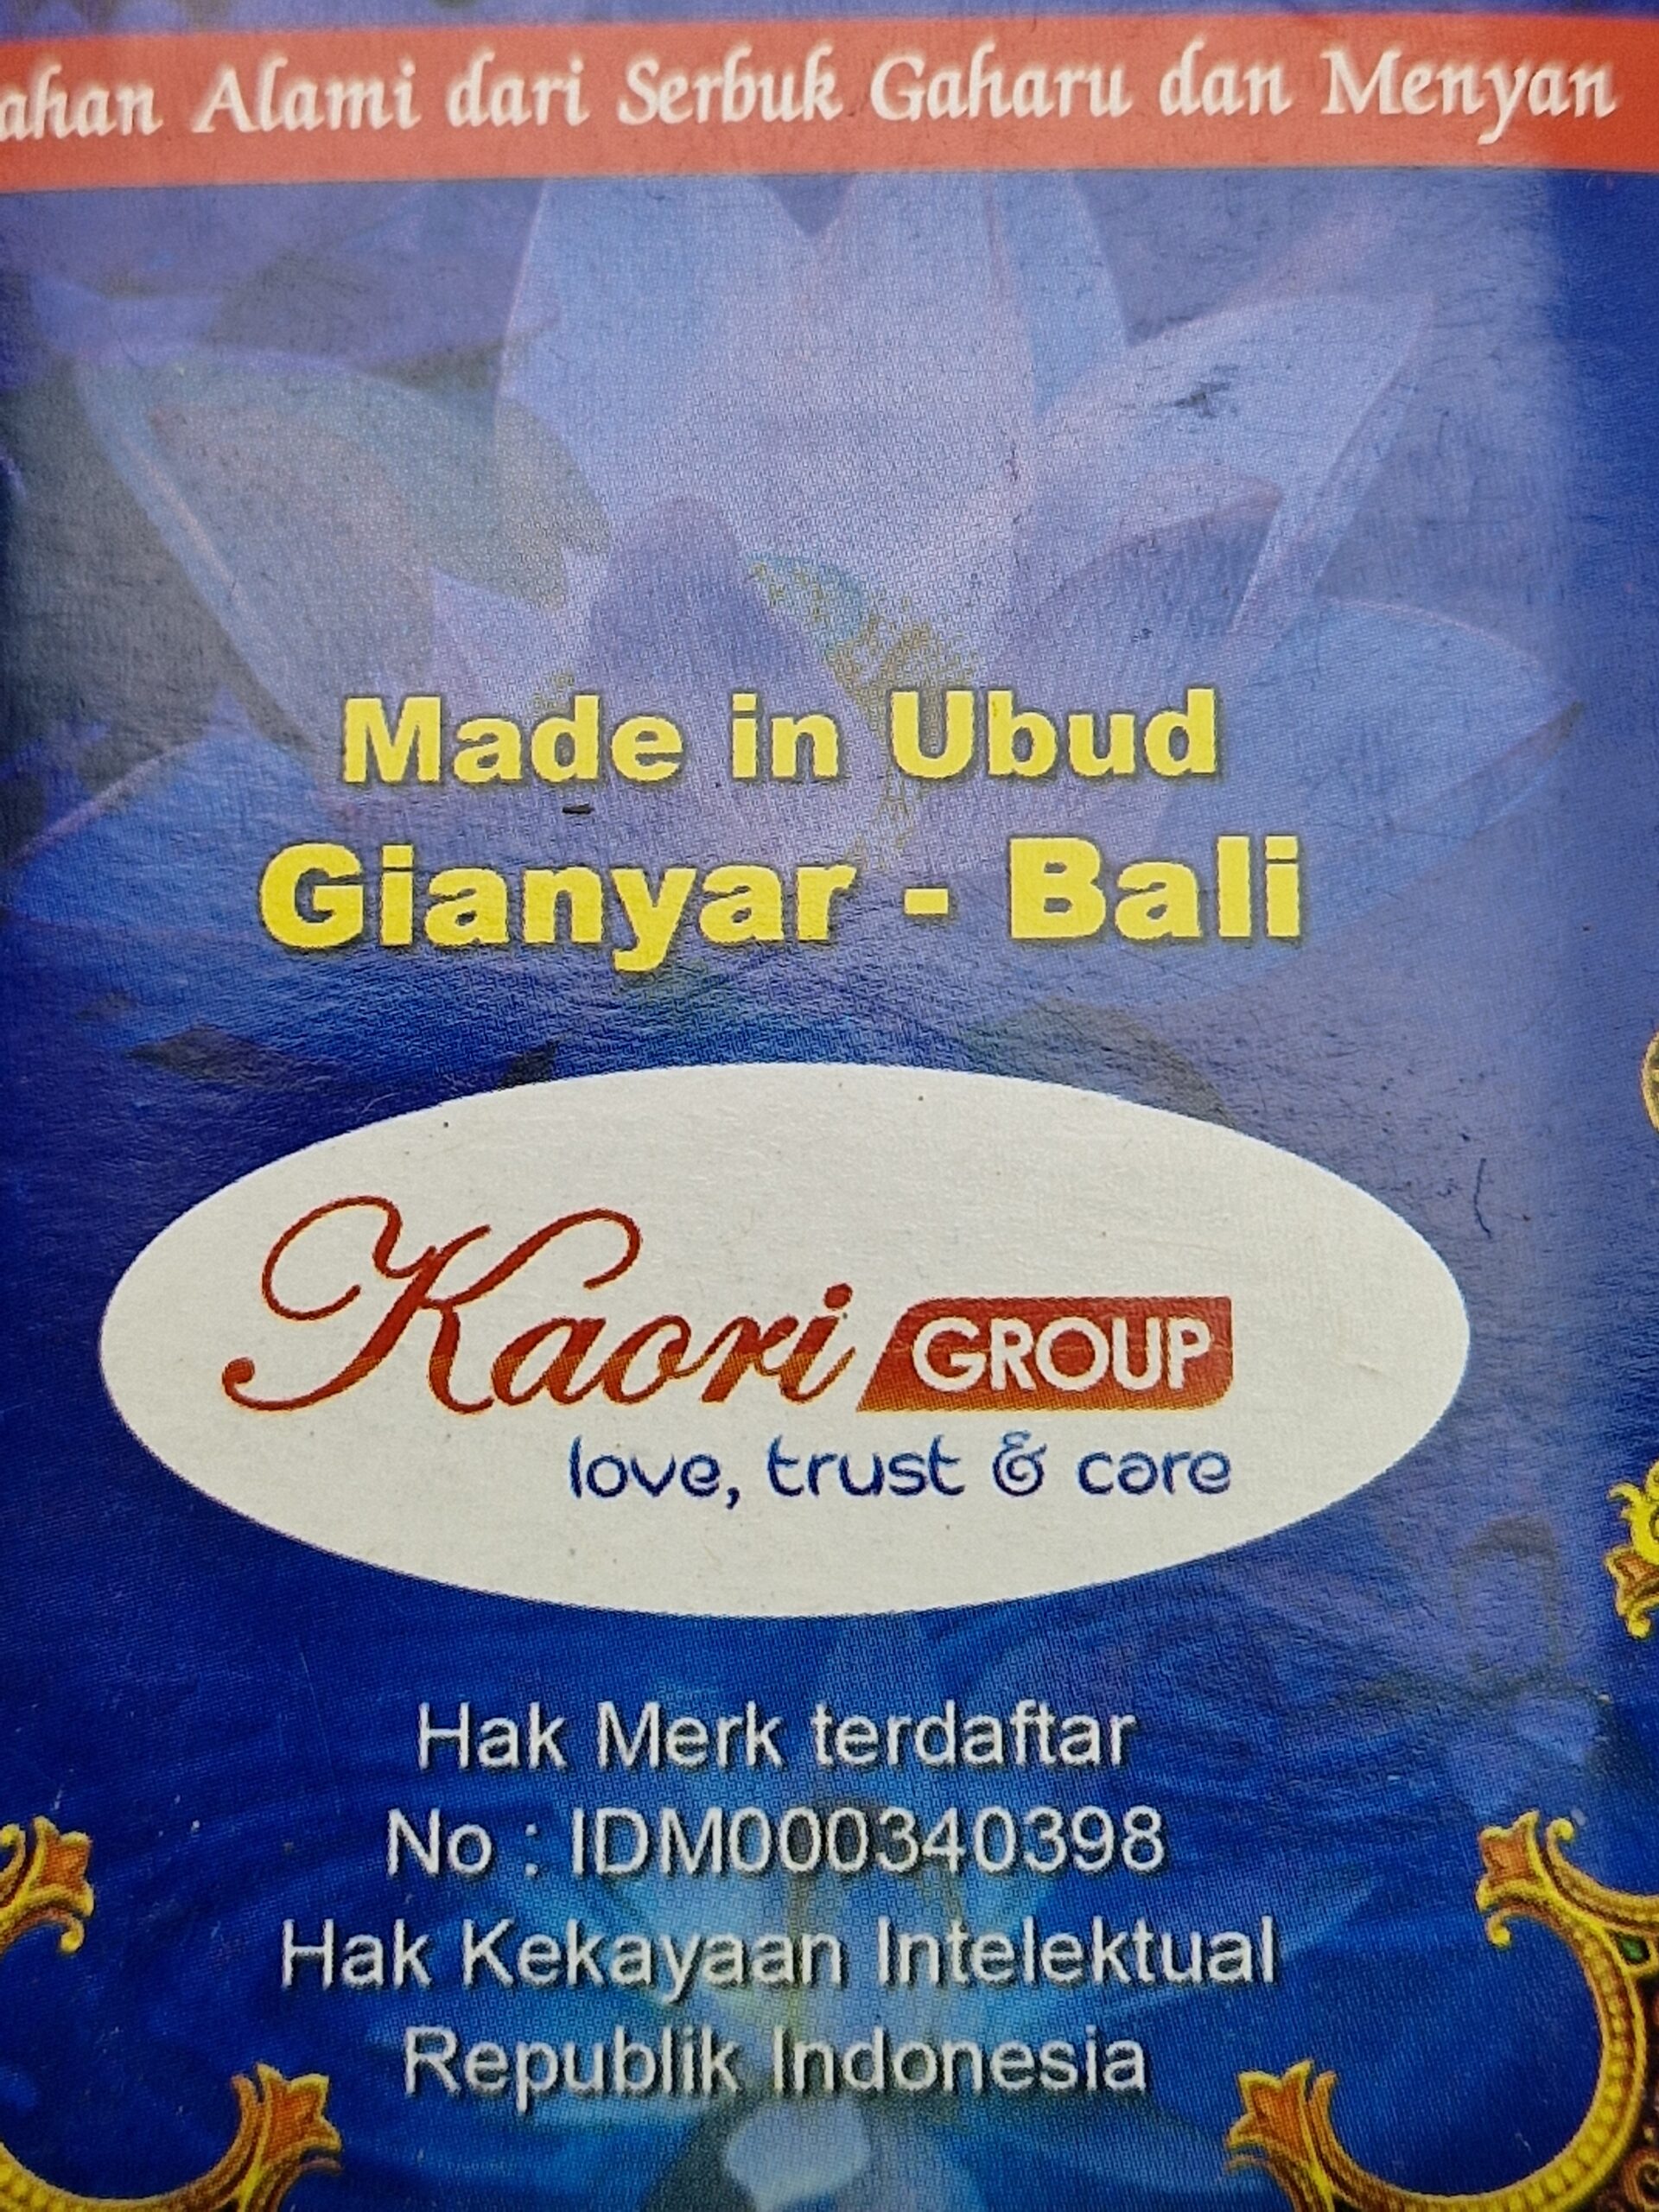 ahan Alami dari Serbuk Gaharu dan Menyan
Made in Ubud
Gianyar - Bali
Kaori GROUP
love, trust & care
Hak Merk terdaftar
No : IDM000340398
Hak Kekayaan Intelektual
Republik Indonesia